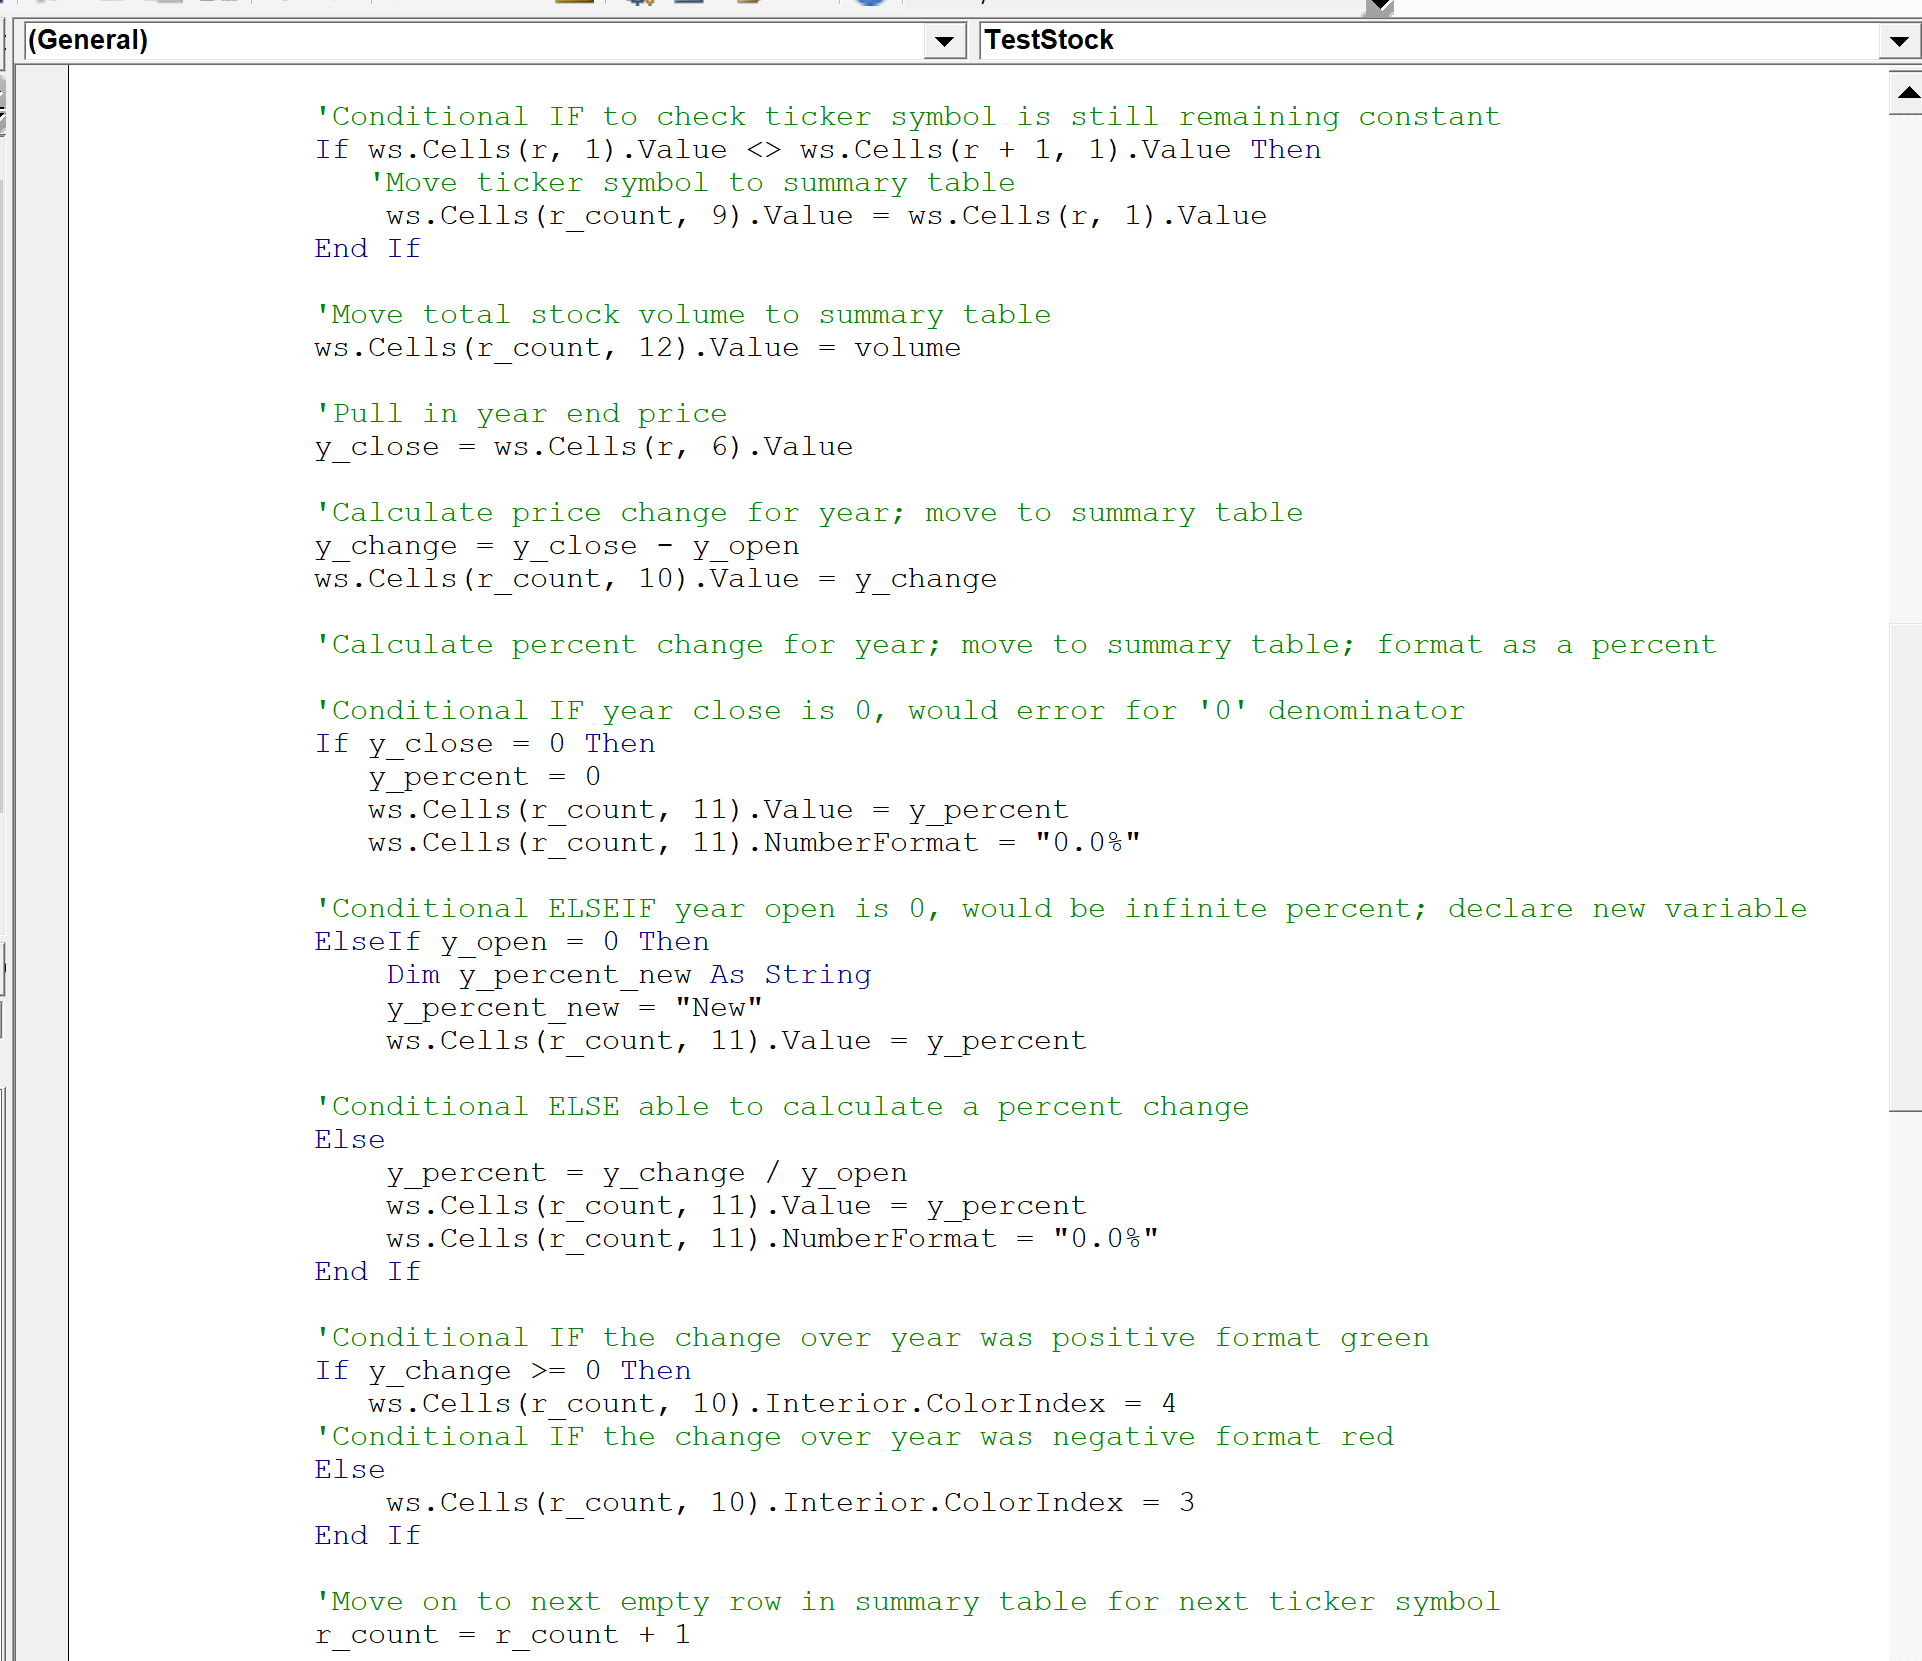 (General)
TestStock
'Conditional IF to check ticker symbol is still remaining constant
If ws.Cells(r, 1).Value <> ws.Cells(r + 1, 1).Value Then
'Move ticker symbol to summary table
ws.Cells(r_count, 9).Value = ws.Cells(r, 1).Value
End If
'Move total stock volume to summary table
ws.Cells(r_count, 12).Value = volume
'Pull in year end price
y_close = ws.Cells(r, 6).Value
'Calculate price change for year; move to summary table
y_change = y_close - y_open
ws.Cells(r_count, 10).Value = y_change
'Calculate percent change for year; move to summary table; format as a percent
'Conditional IF year close is 0, would error for '0' denominator
If y_close = 0 Then
y_percent = 0
ws.Cells(r_count, 11).Value = y_percent
ws.Cells(r_count, 11).NumberFormat = "0.0%"
'Conditional ELSEIF year open is 0, would be infinite percent; declare new variable
ElseIf y_open = 0 Then
Dim y_percent_new As String
y_percent_new = "New"
ws.Cells(r_count, 11).Value = y_percent
'Conditional ELSE able to calculate a percent change
Else
y_percent = y_change / y_open
ws.Cells(r_count, 11).Value = y_percent
ws.Cells(r_count, 11).NumberFormat = "0.0%"
End If
'Conditional IF the change over year was positive format green
If y_change >= 0 Then
ws.Cells(r_count, 10).Interior.ColorIndex = 4
'Conditional IF the change over year was negative format red
Else
ws.Cells(r_count, 10).Interior.ColorIndex = 3
End If
'Move on to next empty row in summary table for next ticker symbol
r_count = r_count + 1